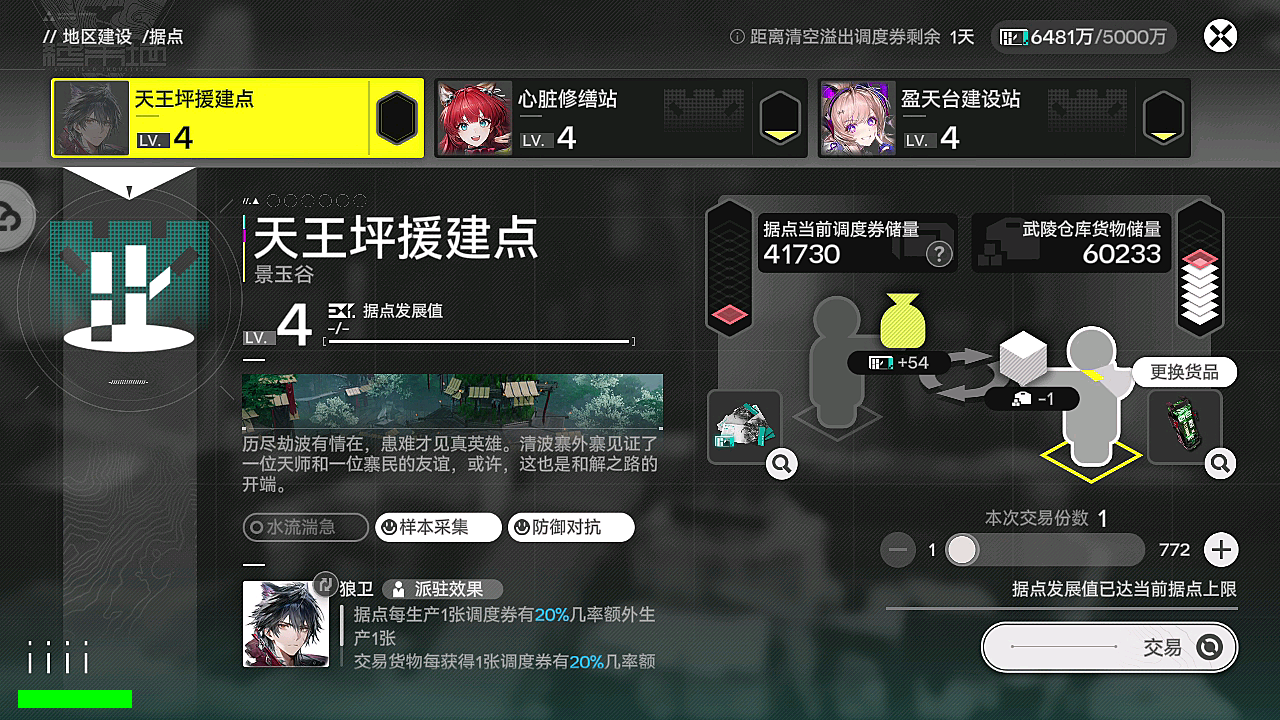 // 地区建设 /据点
距离清空溢出调度券剩余 1天
6481万/5000万
天王坪援建点
LV. 4
心脏修缮站
LV. 4
盈天台建设站
LV. 4
天王坪援建点
景玉谷
LV. 4
据点发展值
-/-
历尽劫波有情在，患难才见真英雄。清波寨外寨见证了
一位天师和一位寨民的友谊，或许，这也是和解之路的
开端。
水流湍急
样本采集
防御对抗
狼卫
派驻效果
据点每生产1张调度券有20%几率额外生
产1张
交易货物每获得1张调度券有20%几率额
据点当前调度券储量
41730
?
武陵仓库货物储量
60233
+54
-1
更换货品
本次交易份数 1
1
772
据点发展值已达当前据点上限
交易